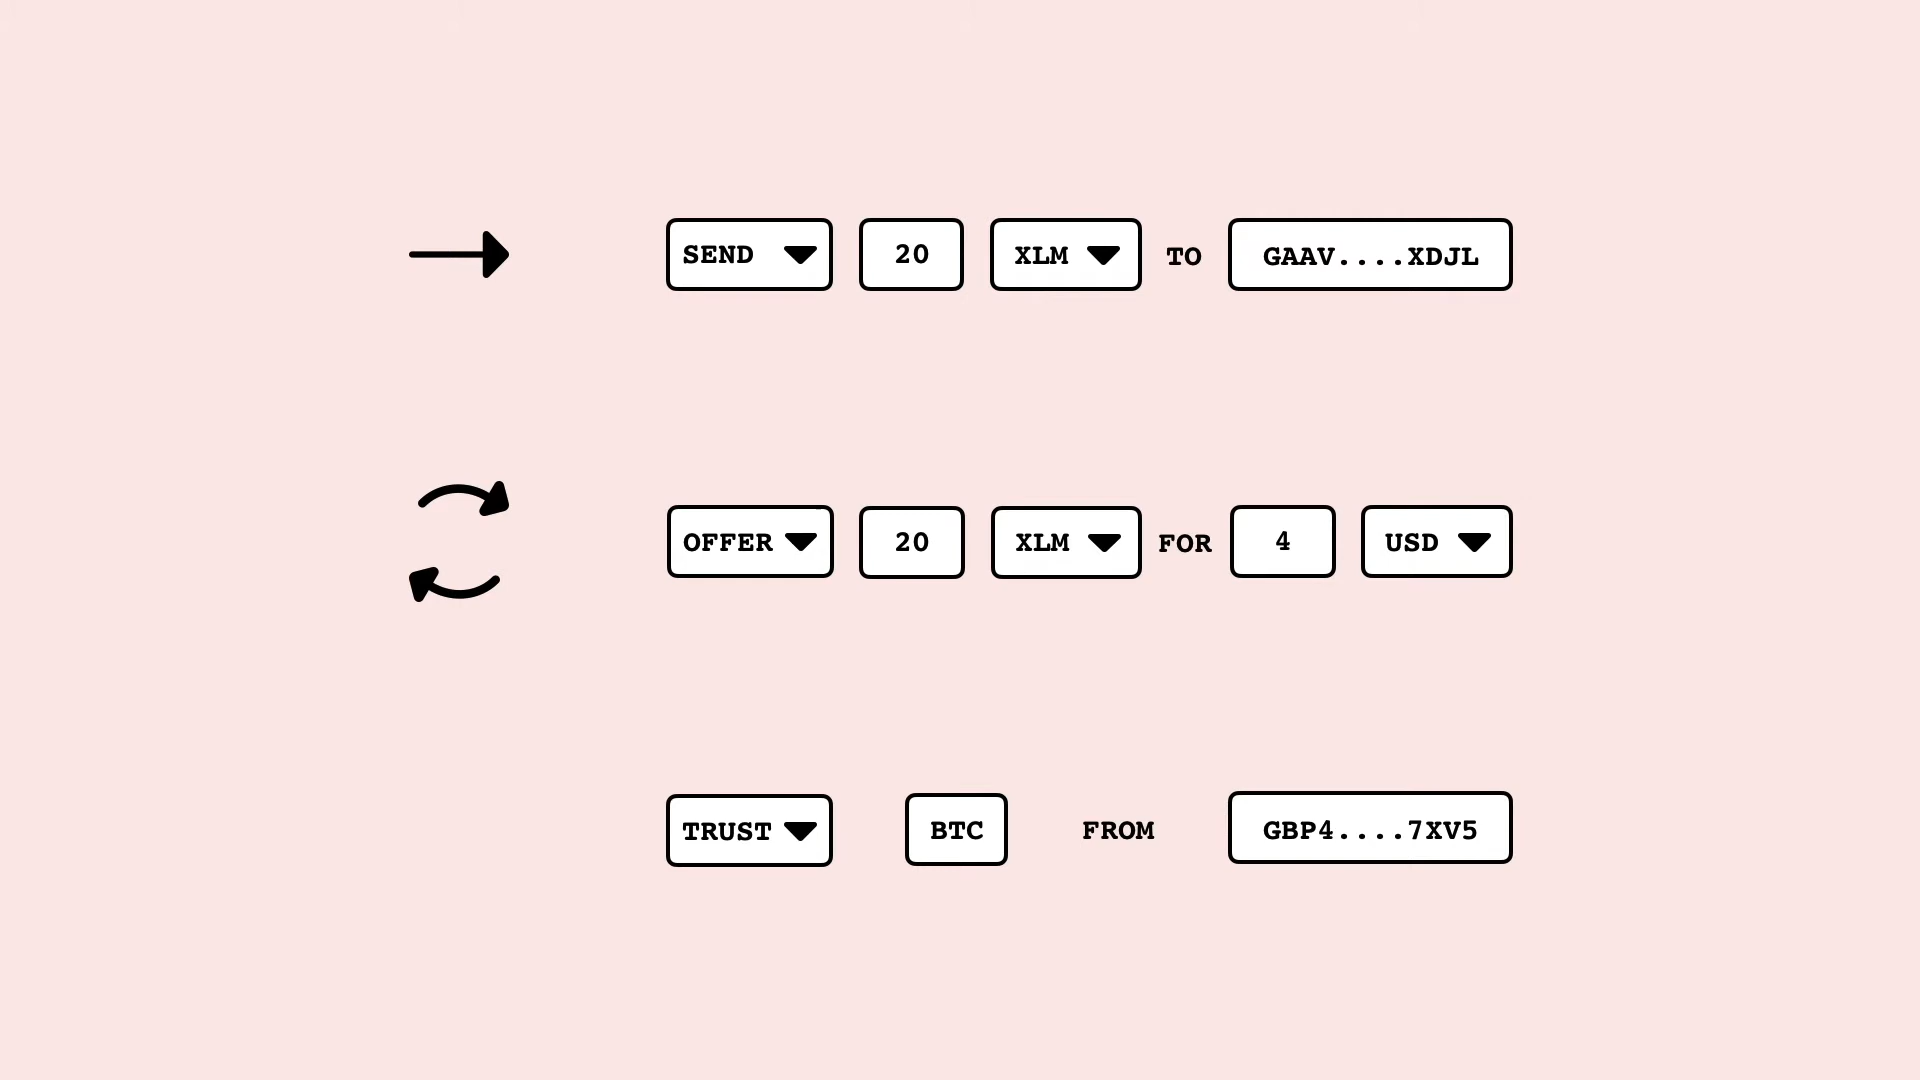 SEND 20 XLM TO GAAV....XDJL
OFFER 20 XLM FOR 4 USD
TRUST BTC FROM GBP4....7XV5